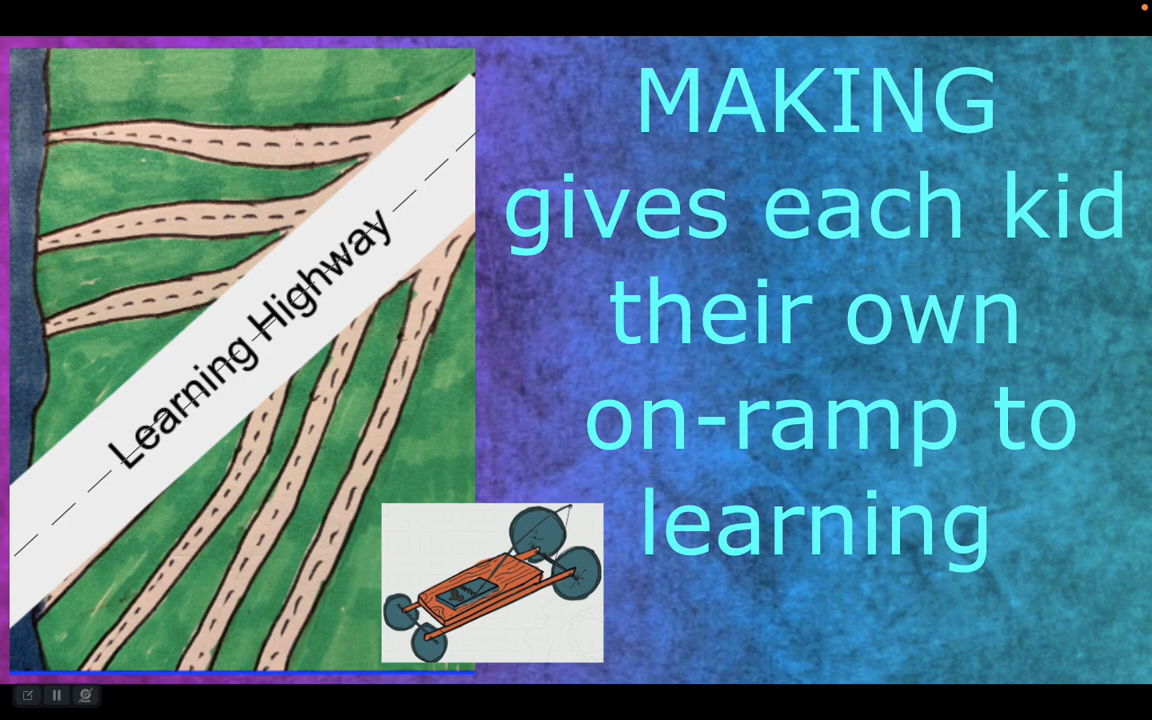 Learning Highway
MAKING
gives each kid
their own
on-ramp to
learning